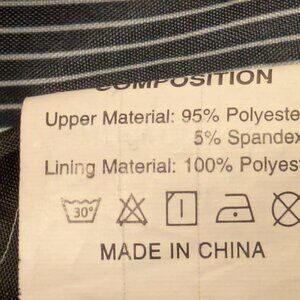 COMPOSITION
Upper Material: 95% Polyeste
5% Spandex
Lining Material: 100% Polyest
30°
MADE IN CHINA